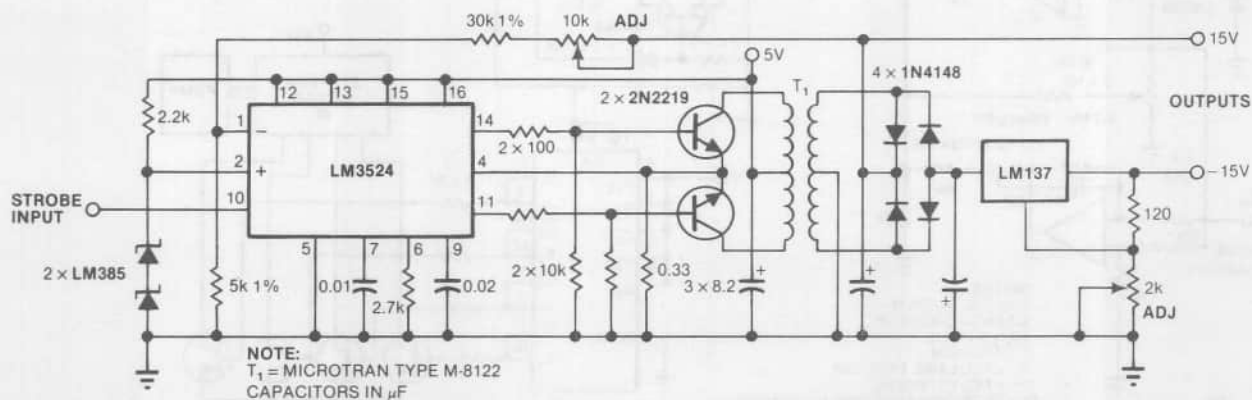 30k 1%
10k
ADJ
15V
5V
4 × 1N4148
12
13
15
16
2 × 2N2219
T₁
OUTPUTS
2.2k
1
−
14
2 × 100
2
+
LM3524
4
LM137
−15V
STROBE
INPUT
10
11
120
5
7
6
9
2 × LM385
5k 1%
0.01
2.7k
0.02
2 × 10k
0.33
3 × 8.2
+
+
+
2k
ADJ
NOTE:
T₁ = MICROTRAN TYPE M-8122
CAPACITORS IN µF